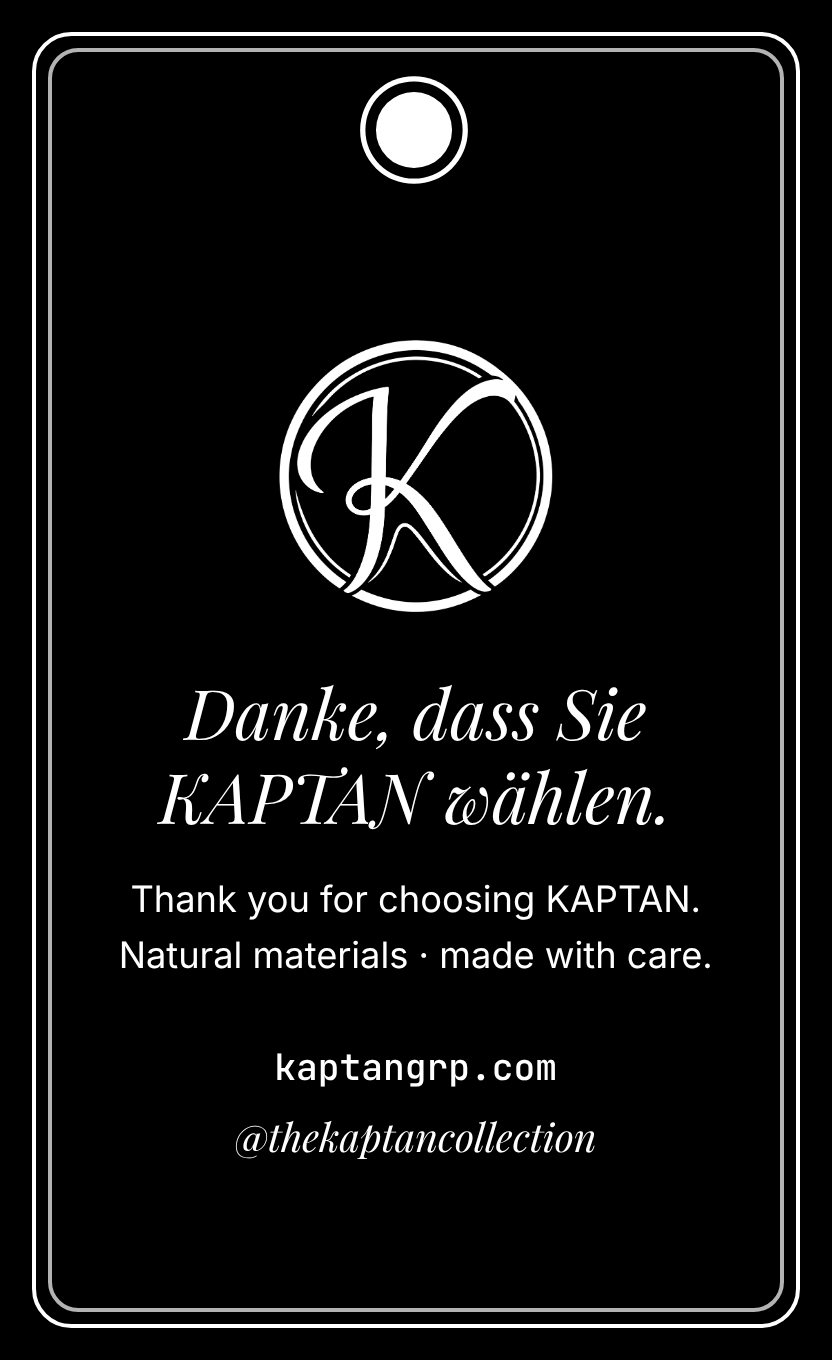 K
Danke, dass Sie
KAPTAN wählen.
Thank you for choosing KAPTAN.
Natural materials · made with care.
kaptangrp.com
@thekaptancollection